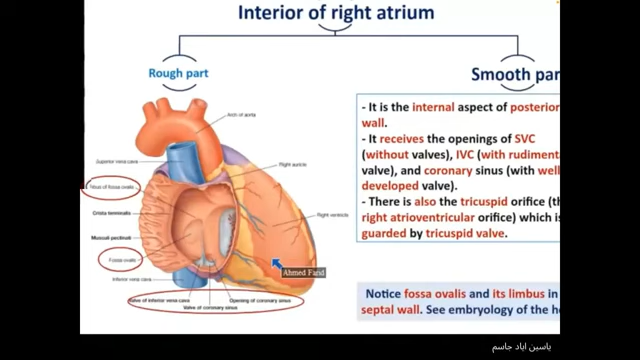 Interior of right atrium
Rough part
Smooth par
Arch of aorta
Superior vena cava
Right auricle
limbus of fossa ovalis
Crista terminalis
Right ventricle
Musculi pectinati
Fossa ovalis
Inferior vena cava
Valve of inferior vena cava
Opening of coronary sinus
Valve of coronary sinus
Ahmed Farid
- It is the internal aspect of posterior
wall.
- It receives the openings of SVC
(without valves), IVC (with rudiment
valve), and coronary sinus (with well
developed valve).
- There is also the tricuspid orifice (th
right atrioventricular orifice) which is
guarded by tricuspid valve.
Notice fossa ovalis and its limbus in
septal wall. See embryology of the he
ياسين اياد جاسم